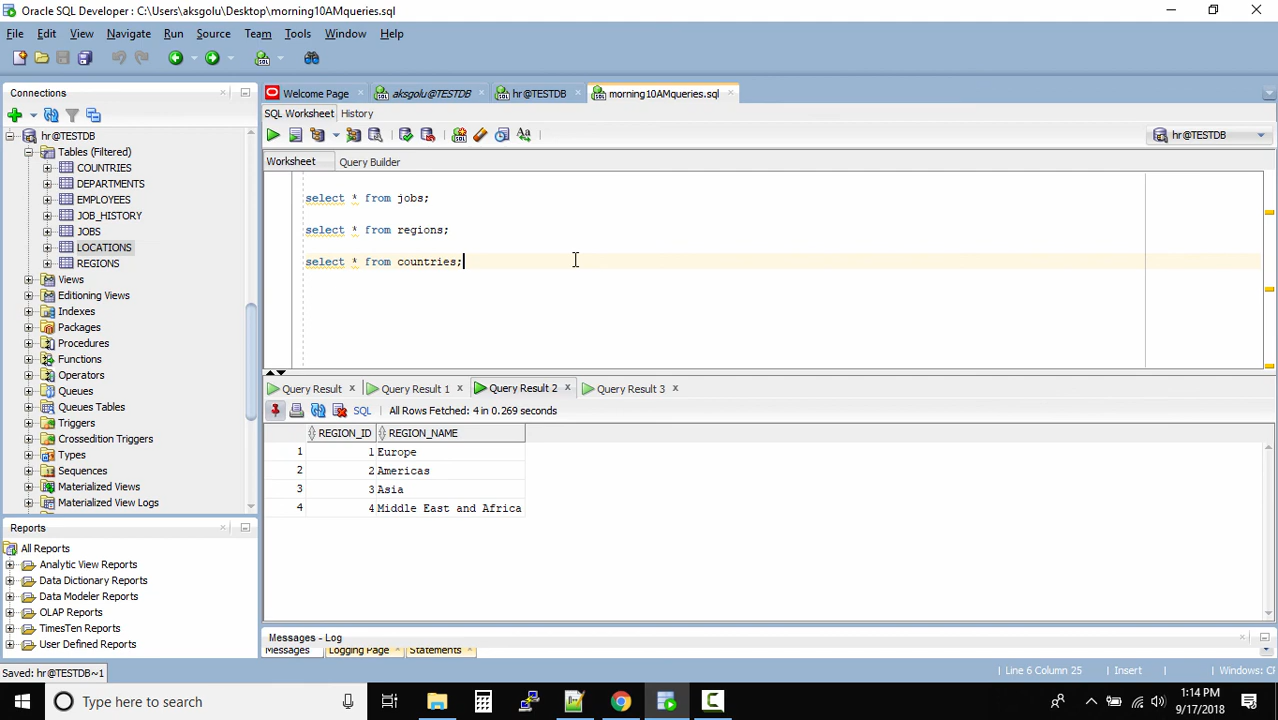 Oracle SQL Developer : C:\Users\aksgolu\Desktop\morning10AMqueries.sql
File Edit View Navigate Run Source Team Tools Window Help
Connections
Welcome Page
aksgolu@TESTDB
hr@TESTDB
morning10AMqueries.sql
SQL Worksheet History
hr@TESTDB
hr@TESTDB
Tables (Filtered)
COUNTRIES
DEPARTMENTS
EMPLOYEES
JOB_HISTORY
JOBS
LOCATIONS
REGIONS
Views
Editioning Views
Indexes
Packages
Procedures
Functions
Operators
Queues
Queues Tables
Triggers
Crossedition Triggers
Types
Sequences
Materialized Views
Materialized View Logs
Worksheet Query Builder
select * from jobs;
select * from regions;
select * from countries;
Query Result Query Result 1 Query Result 2 Query Result 3
SQL All Rows Fetched: 4 in 0.269 seconds
REGION_ID REGION_NAME
1 1 Europe
2 2 Americas
3 3 Asia
4 4 Middle East and Africa
Reports
All Reports
Analytic View Reports
Data Dictionary Reports
Data Modeler Reports
OLAP Reports
TimesTen Reports
User Defined Reports
Messages - Log
Messages Logging Page Statements
Saved: hr@TESTDB~1
Line 6 Column 25 Insert Windows: CF
Type here to search
1:14 PM
9/17/2018